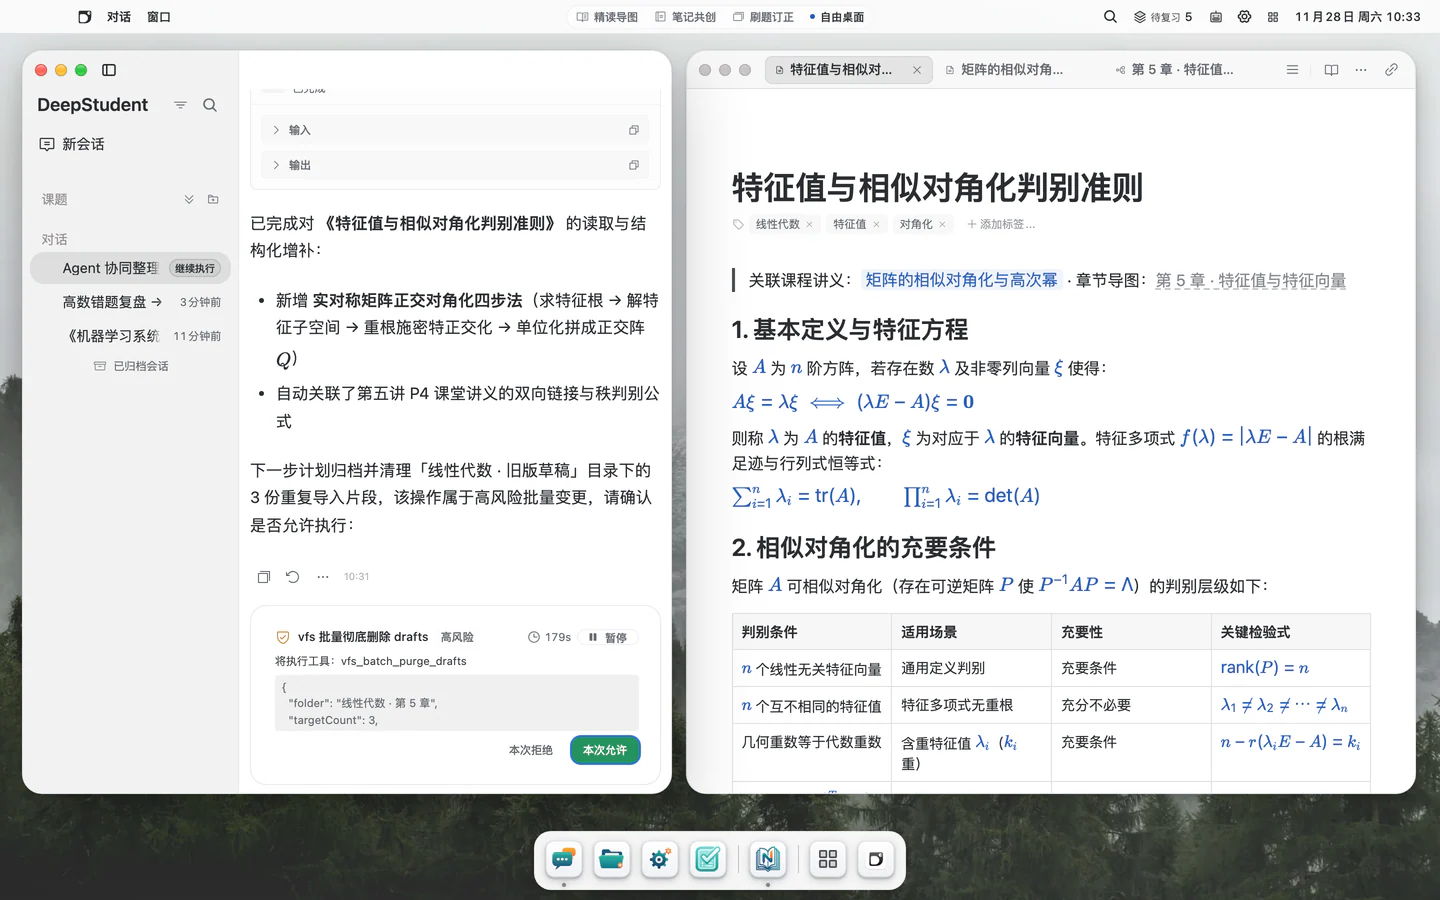 对话 窗口 精读导图 笔记共创 刷题订正 自由桌面 待复习 5 11月28日 周六 10:33
DeepStudent
新会话
课题
对话
Agent 协同整理 继续执行
高数错题复盘 → 3分钟前
《机器学习系统 11分钟前
已归档会话
已完成
输入
输出
已完成对 《特征值与相似对角化判别准则》 的读取与结
构化增补：
• 新增 实对称矩阵正交对角化四步法（求特征根 → 解特
征子空间 → 重根施密特正交化 → 单位化拼成正交阵
Q）
• 自动关联了第五讲 P4 课堂讲义的双向链接与秩判别公
式
下一步计划归档并清理「线性代数 · 旧版草稿」目录下的
3 份重复导入片段，该操作属于高风险批量变更，请确认
是否允许执行：
10:31
vfs 批量彻底删除 drafts 高风险 179s 暂停
将执行工具：vfs_batch_purge_drafts
{
"folder": "线性代数 · 第 5 章",
"targetCount": 3,
本次拒绝 本次允许
特征值与相似对... 矩阵的相似对角... 第 5 章 · 特征值...
特征值与相似对角化判别准则
线性代数 × 特征值 × 对角化 × + 添加标签...
关联课程讲义： 矩阵的相似对角化与高次幂 · 章节导图： 第 5 章 · 特征值与特征向量
1. 基本定义与特征方程
设 A 为 n 阶方阵，若存在数 λ 及非零列向量 ξ 使得：
Aξ = λξ ⟺ (λE − A)ξ = 0
则称 λ 为 A 的特征值，ξ 为对应于 λ 的特征向量。特征多项式 f(λ) = |λE − A| 的根满
足迹与行列式恒等式：
∑ⁿᵢ₌₁ λᵢ = tr(A), ∏ⁿᵢ₌₁ λᵢ = det(A)
2. 相似对角化的充要条件
矩阵 A 可相似对角化（存在可逆矩阵 P 使 P⁻¹AP = Λ）的判别层级如下：
判别条件 适用场景 充要性 关键检验式
n 个线性无关特征向量 通用定义判别 充要条件 rank(P) = n
n 个互不相同的特征值 特征多项式无重根 充分不必要 λ₁ ≠ λ₂ ≠ ⋯ ≠ λₙ
几何重数等于代数重数 含重特征值 λᵢ（kᵢ 充要条件 n − r(λᵢE − A) = kᵢ
重）